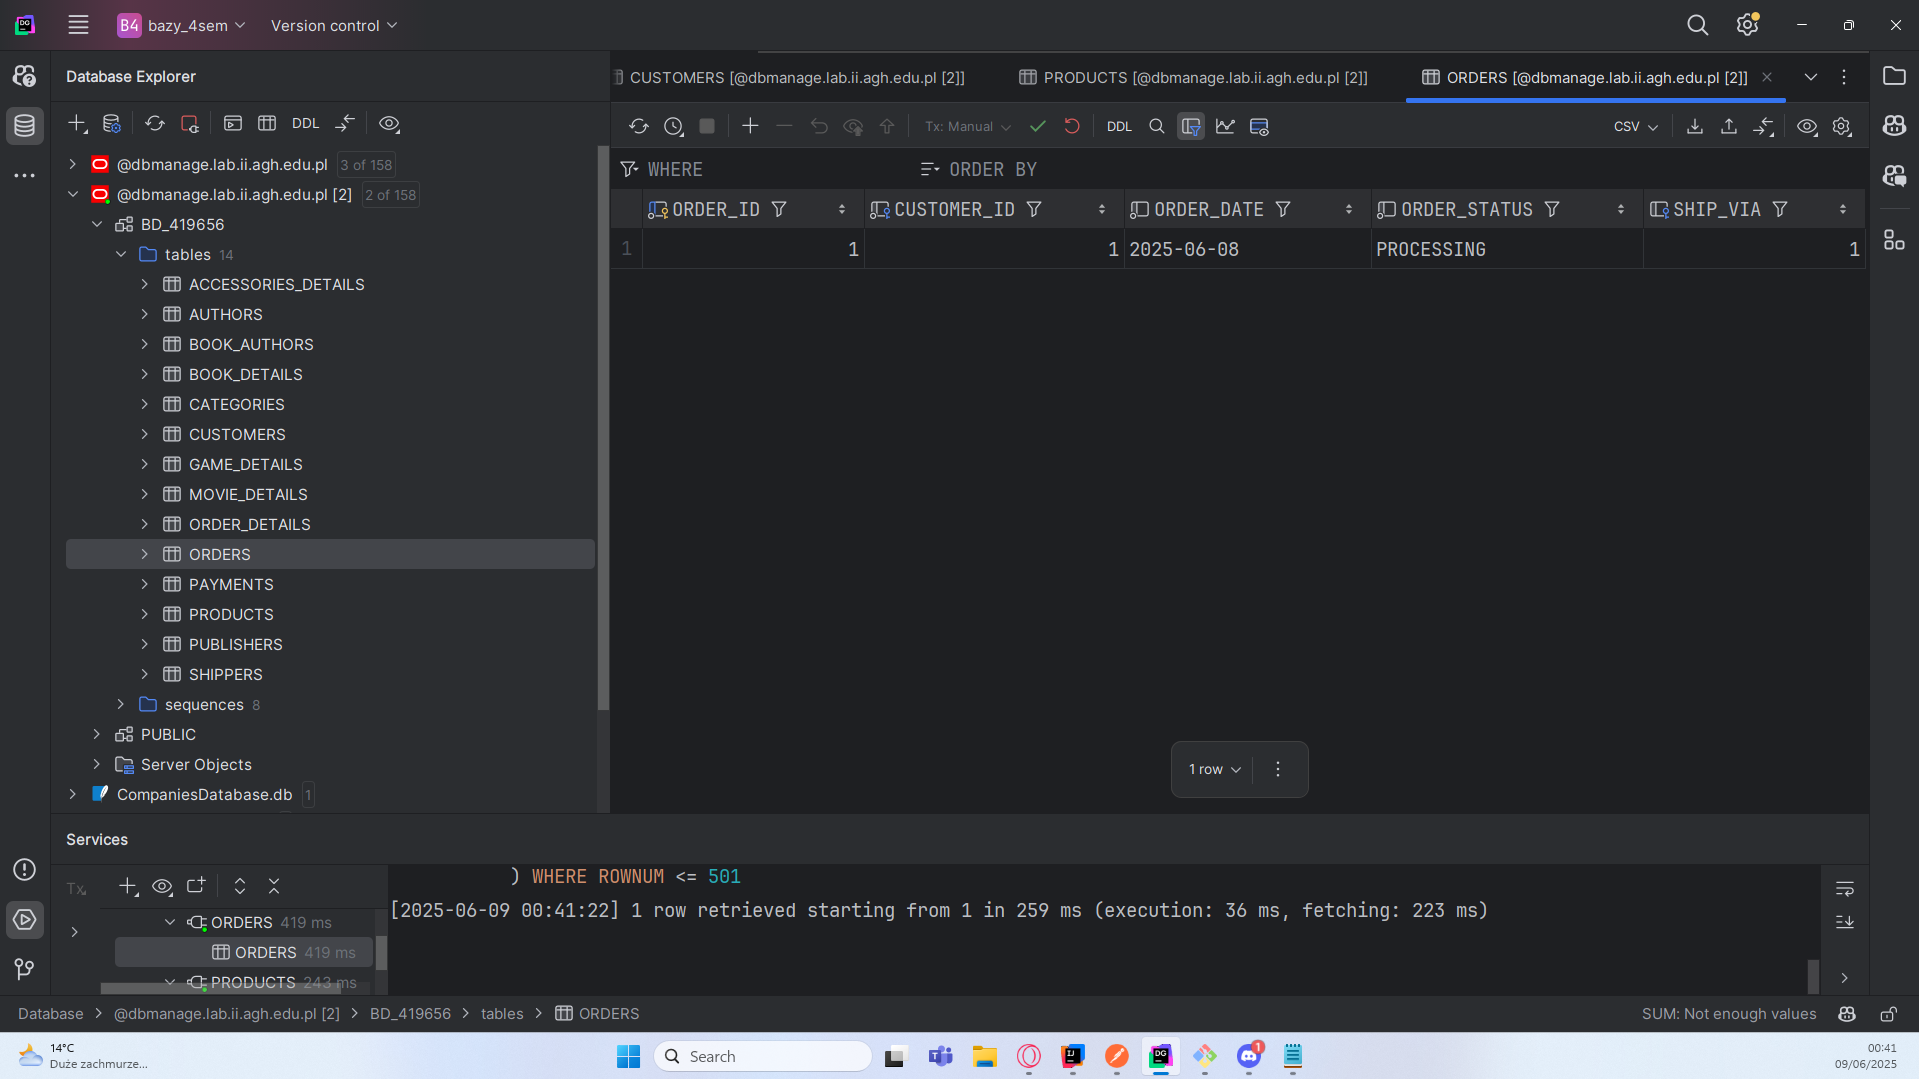 B4 bazy_4sem Version control
Database Explorer
DDL
@dbmanage.lab.ii.agh.edu.pl 3 of 158
@dbmanage.lab.ii.agh.edu.pl [2] 2 of 158
BD_419656
tables 14
ACCESSORIES_DETAILS
AUTHORS
BOOK_AUTHORS
BOOK_DETAILS
CATEGORIES
CUSTOMERS
GAME_DETAILS
MOVIE_DETAILS
ORDER_DETAILS
ORDERS
PAYMENTS
PRODUCTS
PUBLISHERS
SHIPPERS
sequences 8
PUBLIC
Server Objects
CompaniesDatabase.db 1
CUSTOMERS [@dbmanage.lab.ii.agh.edu.pl [2]] PRODUCTS [@dbmanage.lab.ii.agh.edu.pl [2]] ORDERS [@dbmanage.lab.ii.agh.edu.pl [2]]
Tx: Manual DDL CSV
WHERE ORDER BY
ORDER_ID CUSTOMER_ID ORDER_DATE ORDER_STATUS SHIP_VIA
1 1 1 2025-06-08 PROCESSING 1
1 row
Services
Tx
ORDERS 419 ms
ORDERS 419 ms
PRODUCTS 243 ms
) WHERE ROWNUM <= 501
[2025-06-09 00:41:22] 1 row retrieved starting from 1 in 259 ms (execution: 36 ms, fetching: 223 ms)
Database @dbmanage.lab.ii.agh.edu.pl [2] BD_419656 tables ORDERS SUM: Not enough values
14°C
Duże zachmurze...
Search
1
00:41
09/06/2025